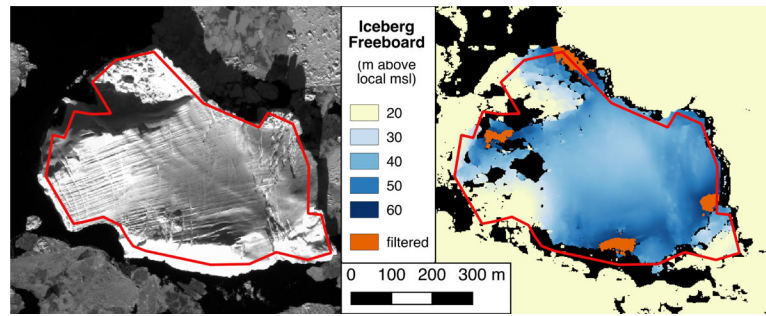 Iceberg
Freeboard
(m above
local msl)
20
30
40
50
60
filtered
0 100 200 300 m